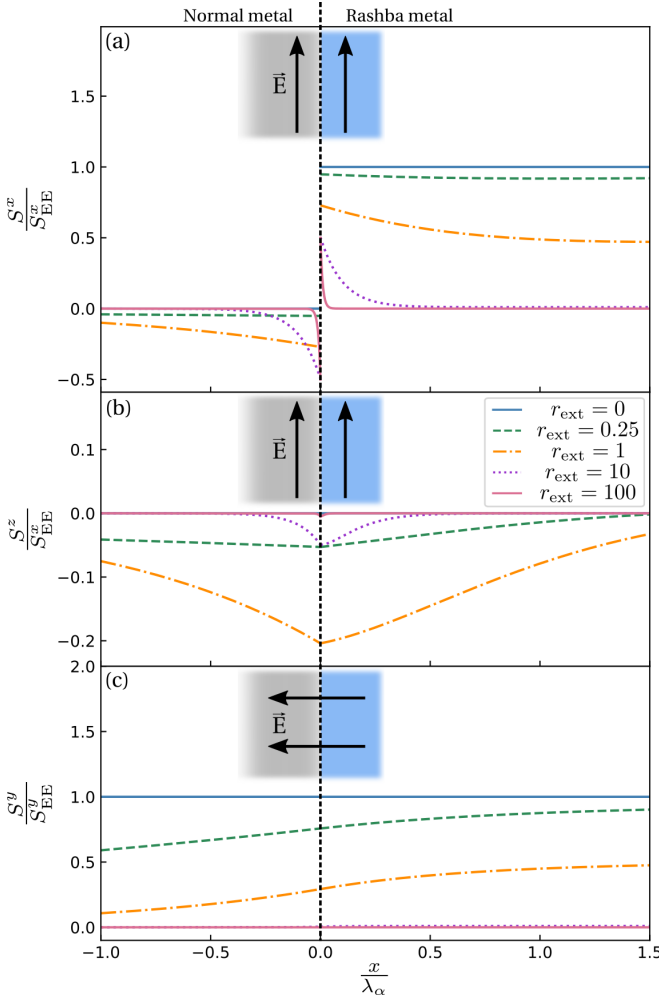 Normal metal Rashba metal
(a)
E⃗
1.5
1.0
0.5
0.0
−0.5
S^x / S^x_EE
(b)
E⃗
r_ext = 0
r_ext = 0.25
r_ext = 1
r_ext = 10
r_ext = 100
0.1
0.0
−0.1
−0.2
S^z / S^x_EE
(c)
E⃗
2.0
1.5
1.0
0.5
0.0
S^y / S^y_EE
−1.0 −0.5 0.0 0.5 1.0 1.5
x / λ_α